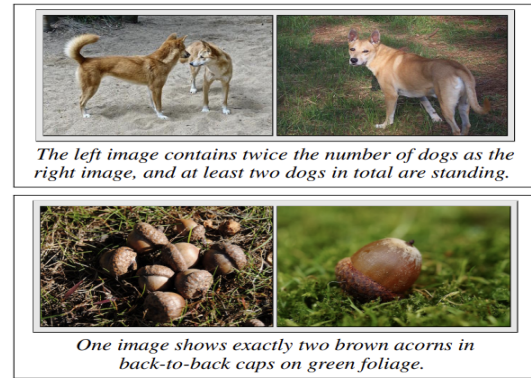 The left image contains twice the number of dogs as the
right image, and at least two dogs in total are standing.
One image shows exactly two brown acorns in
back-to-back caps on green foliage.